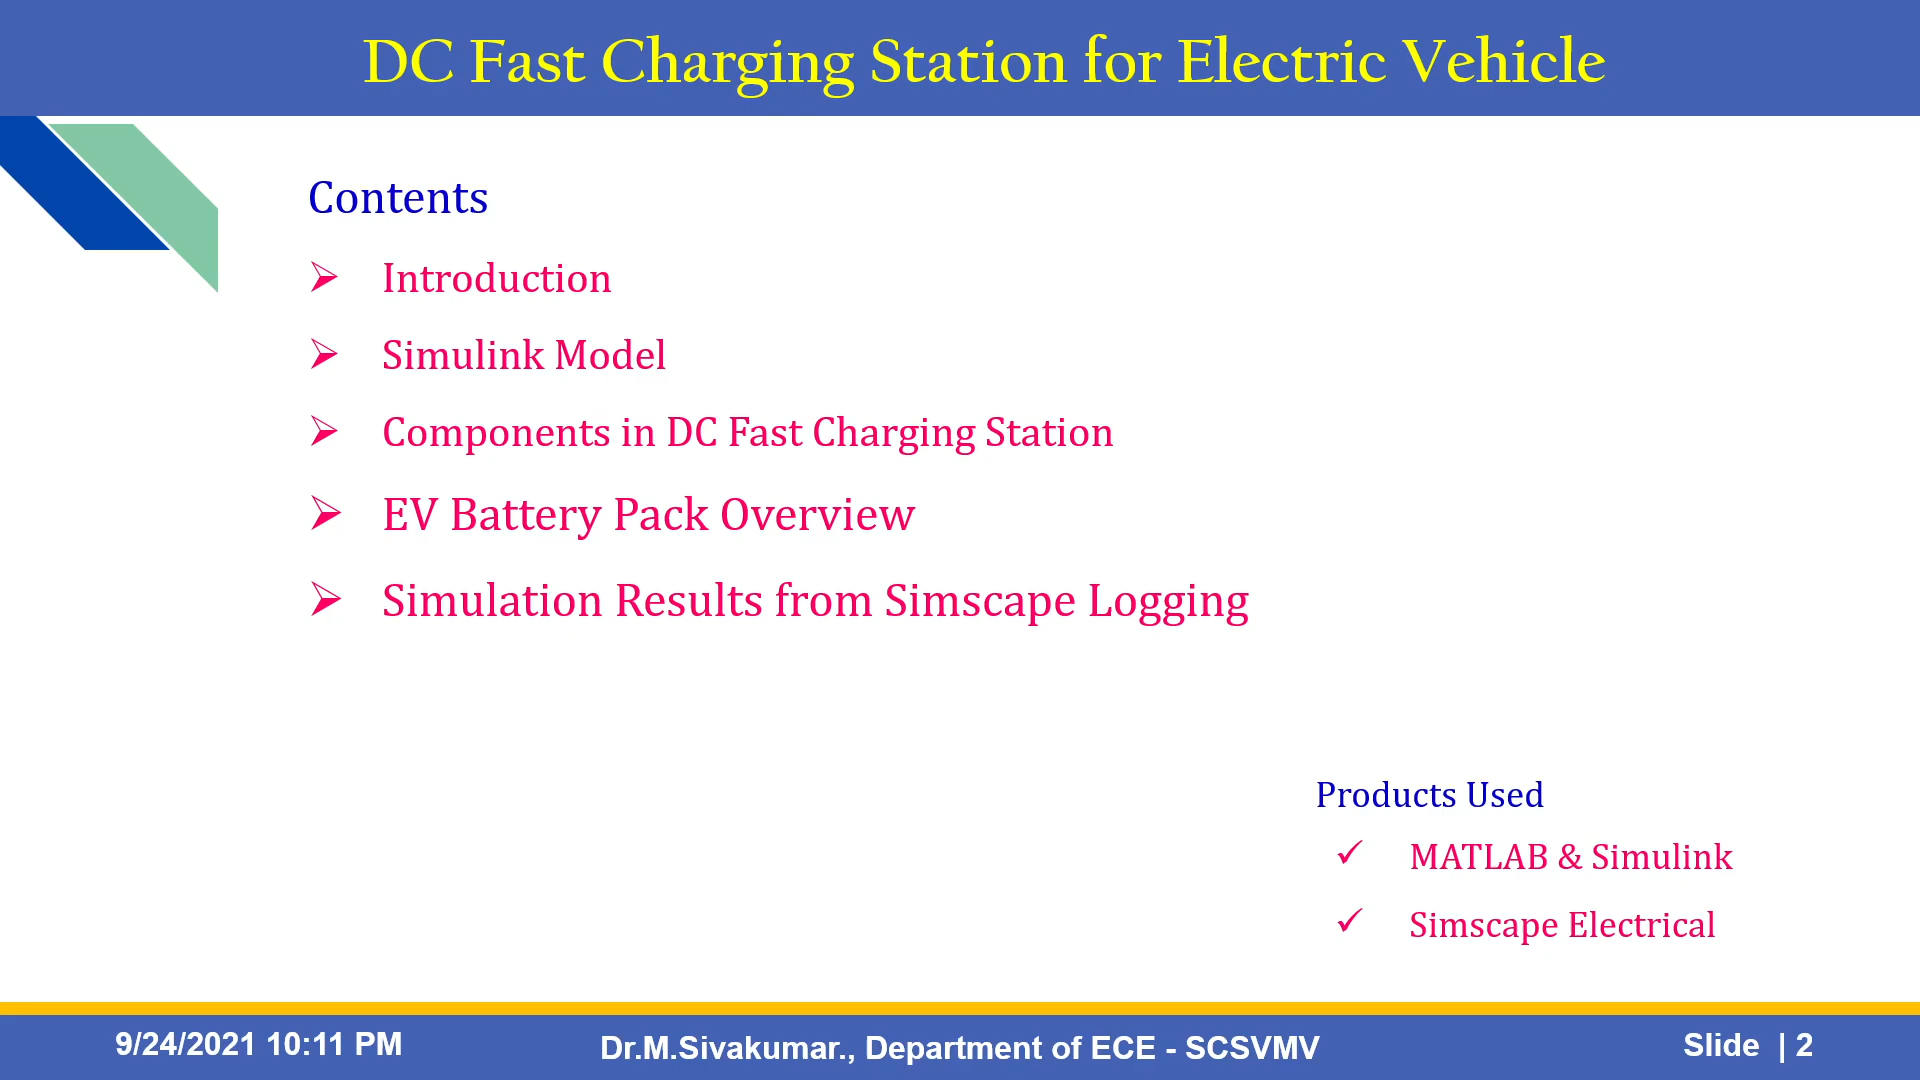 DC Fast Charging Station for Electric Vehicle
Contents
Introduction
Simulink Model
Components in DC Fast Charging Station
EV Battery Pack Overview
Simulation Results from Simscape Logging
Products Used
MATLAB & Simulink
Simscape Electrical
9/24/2021 10:11 PM
Dr.M.Sivakumar., Department of ECE - SCSVMV
Slide | 2